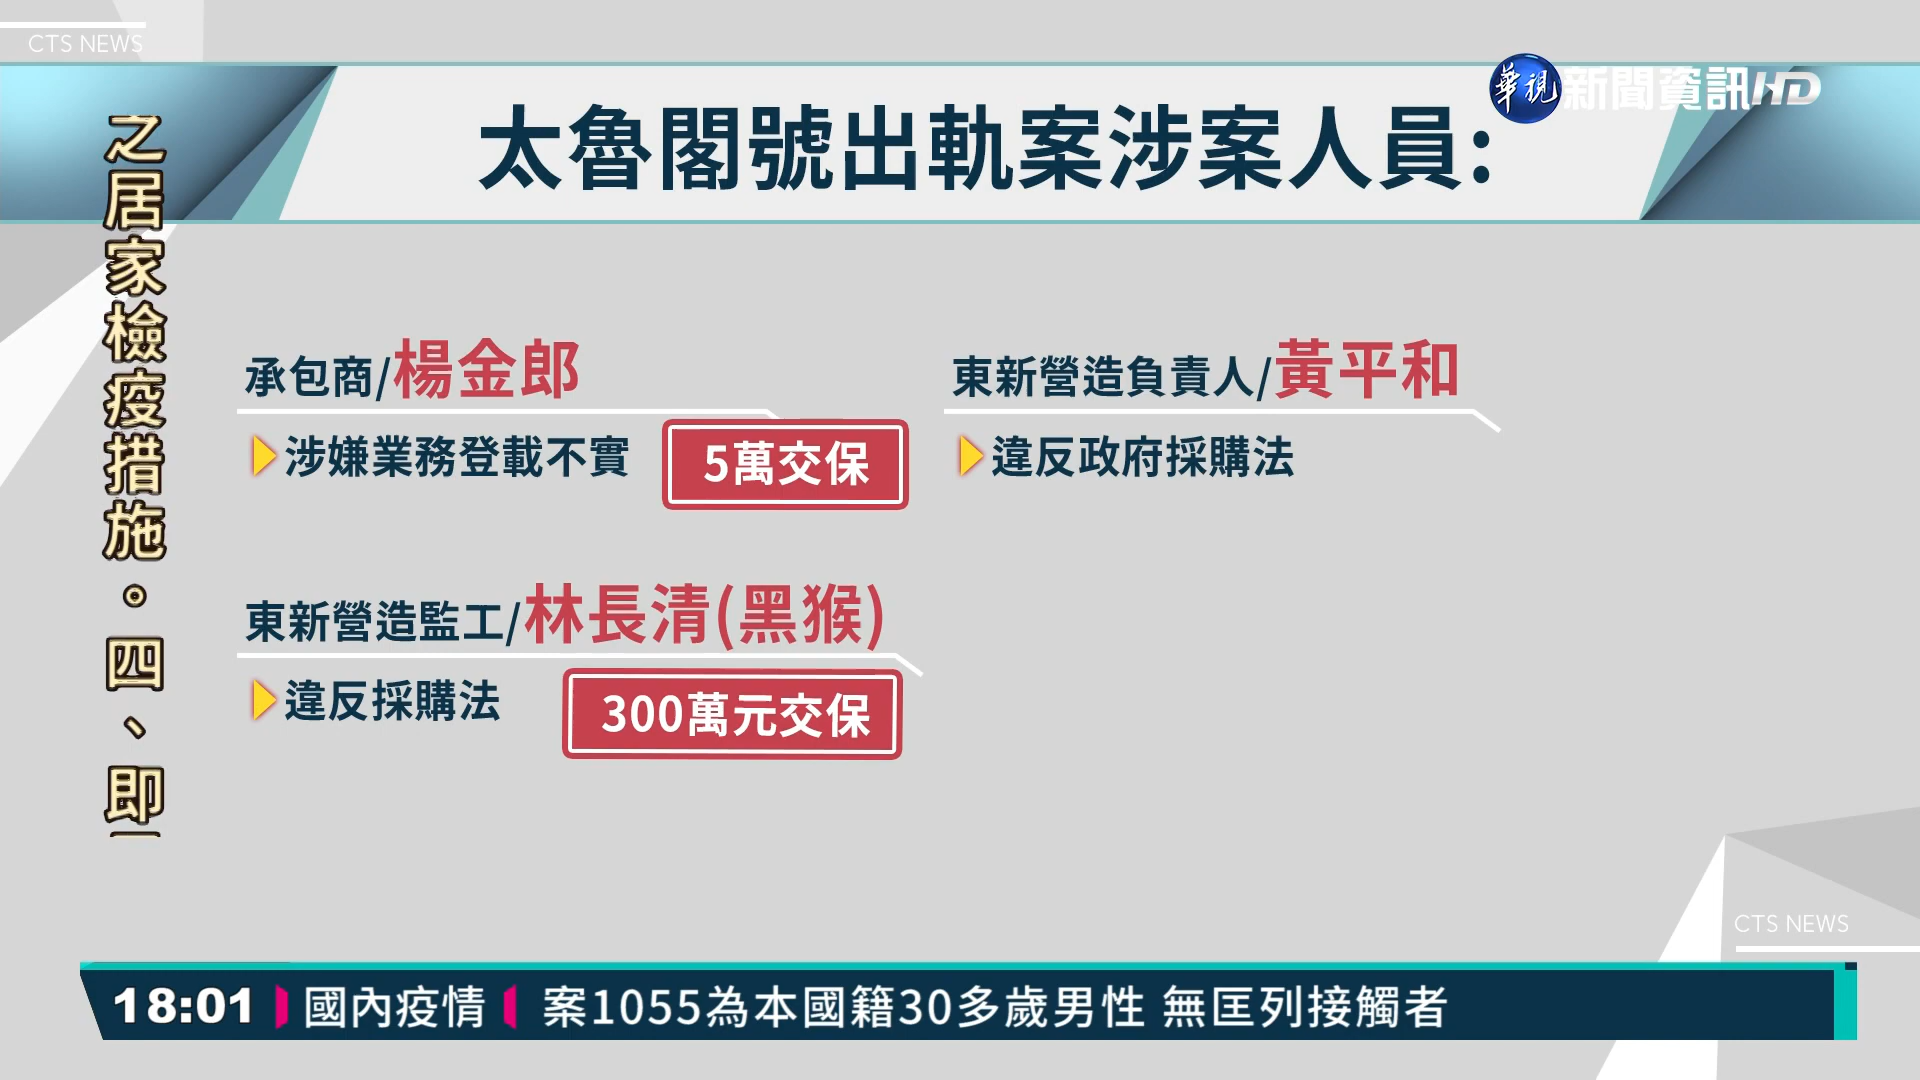 CTS NEWS
華視新聞資訊HD
太魯閣號出軌案涉案人員:
之居家檢疫措施。四、即
承包商/楊金郎
涉嫌業務登載不實
5萬交保
東新營造負責人/黃平和
違反政府採購法
東新營造監工/林長清(黑猴)
違反採購法
300萬元交保
CTS NEWS
18:01 國內疫情 案1055為本國籍30多歲男性 無匡列接觸者